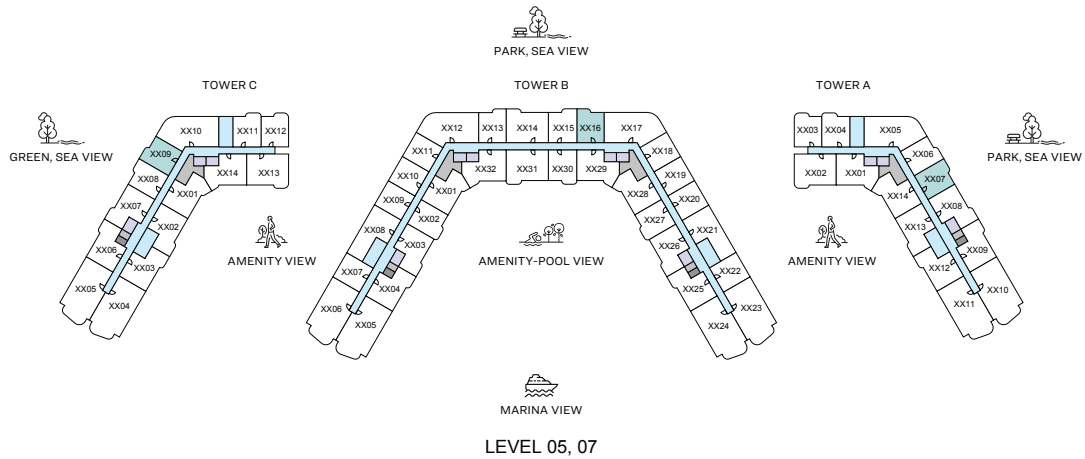 PARK, SEA VIEW
TOWER C
TOWER B
TOWER A
GREEN, SEA VIEW
PARK, SEA VIEW
XX10
XX11
XX12
XX09
XX08
XX14
XX13
XX01
XX07
XX02
XX06
XX03
XX05
XX04
XX12
XX13
XX14
XX15
XX16
XX17
XX11
XX32
XX31
XX30
XX29
XX18
XX10
XX01
XX28
XX19
XX09
XX02
XX27
XX20
XX08
XX03
XX26
XX21
XX07
XX04
XX25
XX22
XX06
XX05
XX24
XX23
XX03
XX04
XX05
XX02
XX01
XX06
XX14
XX07
XX13
XX08
XX12
XX09
XX11
XX10
AMENITY VIEW
AMENITY-POOL VIEW
AMENITY VIEW
MARINA VIEW
LEVEL 05, 07